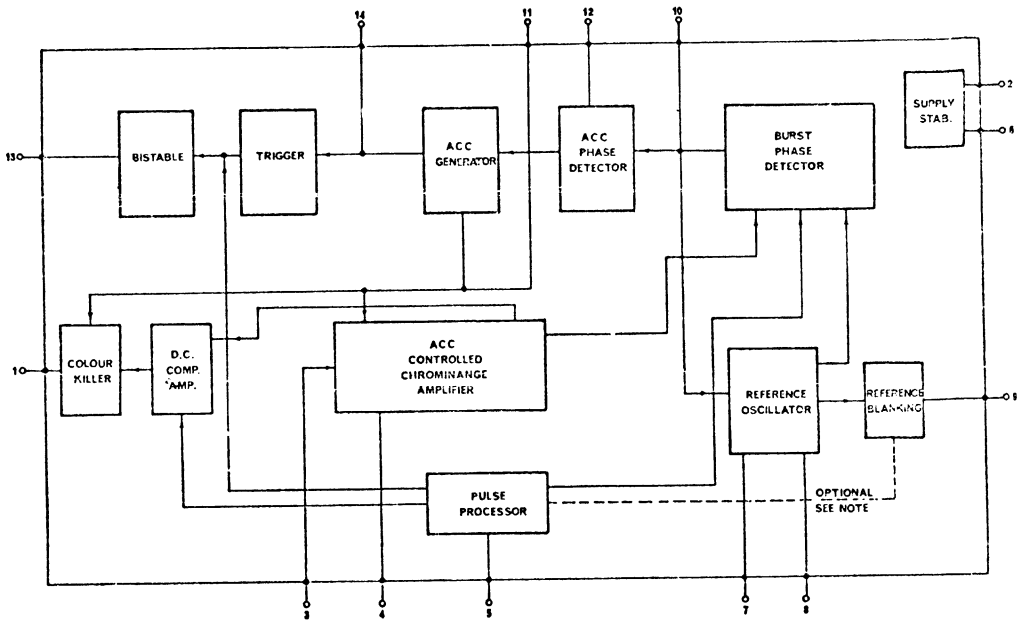 14
11
12
10
2
SUPPLY
STAB.
6
13
BISTABLE
TRIGGER
ACC
GENERATOR
ACC
PHASE
DETECTOR
BURST
PHASE
DETECTOR
1
COLOUR
KILLER
D.C.
COMP.
AMP.
ACC
CONTROLLED
CHROMINANGE
AMPLIFIER
REFERENCE
OSCILLATOR
REFERENCE
BLANKING
9
PULSE
PROCESSOR
OPTIONAL
SEE NOTE
3
4
5
7
8